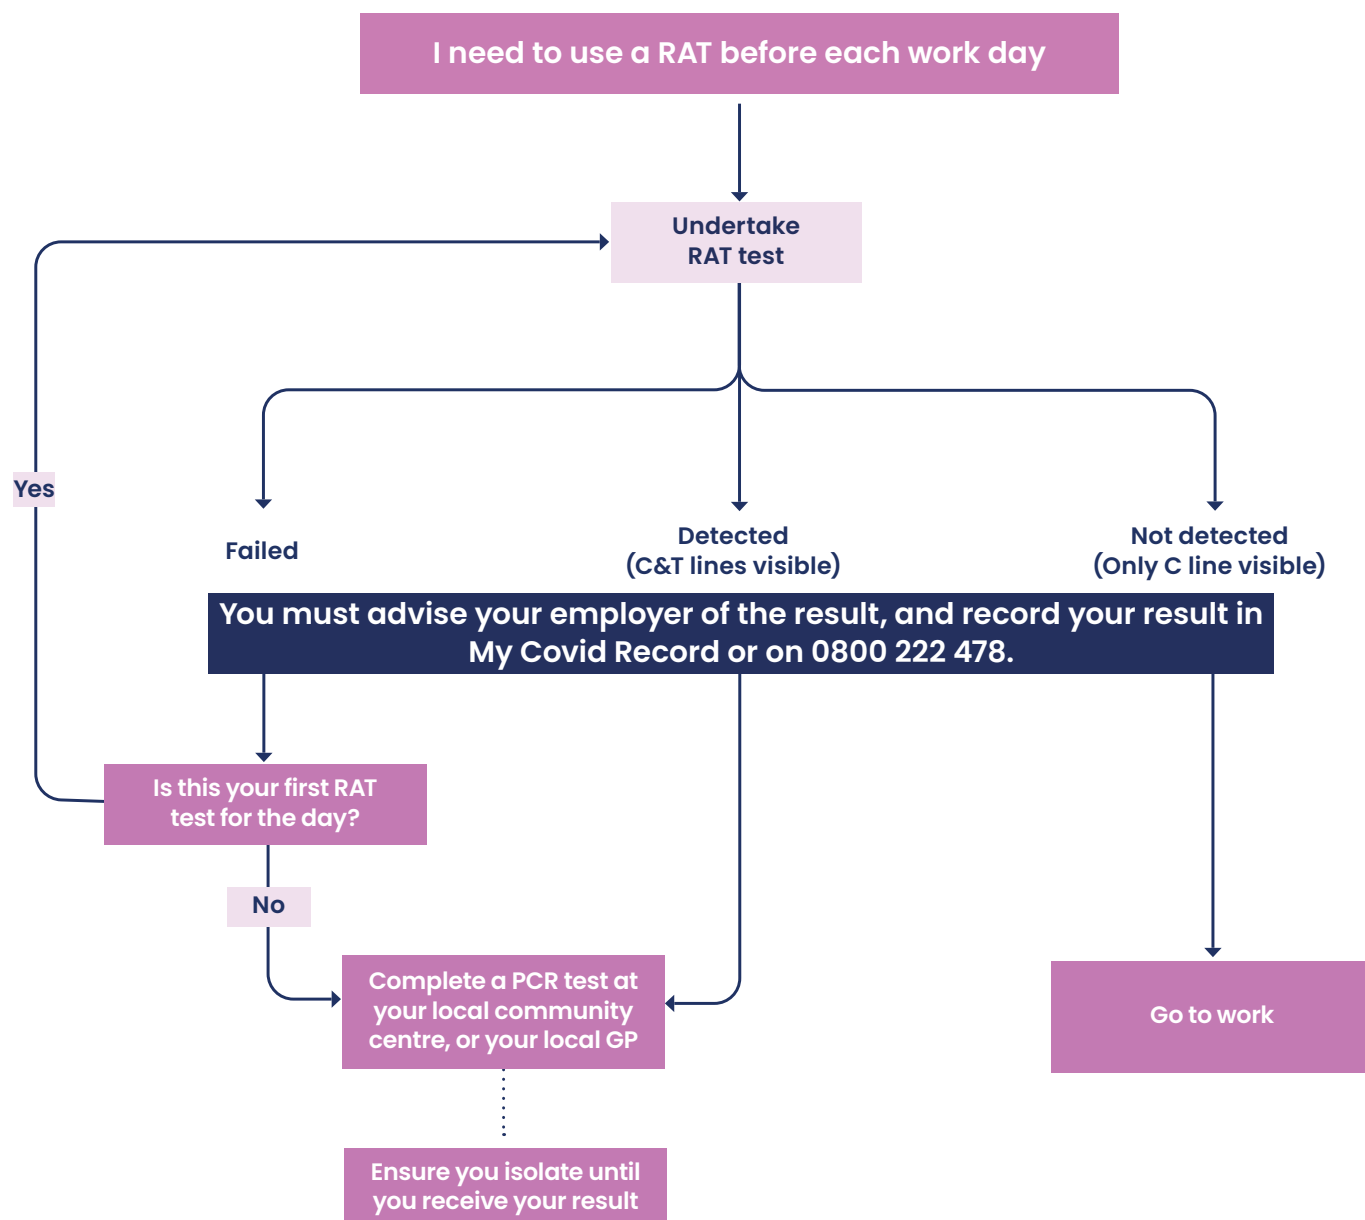 I need to use a RAT before each work day
Undertake
RAT test
Yes
Failed
Detected
(C&T lines visible)
Not detected
(Only C line visible)
You must advise your employer of the result, and record your result in
My Covid Record or on 0800 222 478.
Is this your first RAT
test for the day?
No
Complete a PCR test at
your local community
centre, or your local GP
Go to work
Ensure you isolate until
you receive your result